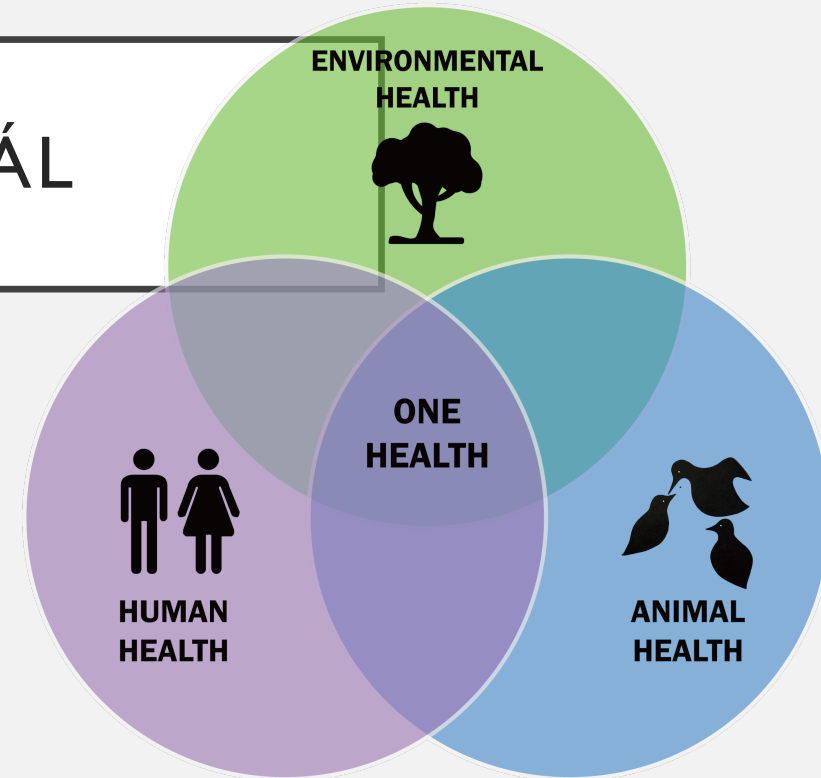 ÁL
ENVIRONMENTAL
HEALTH
ONE
HEALTH
HUMAN
HEALTH
ANIMAL
HEALTH